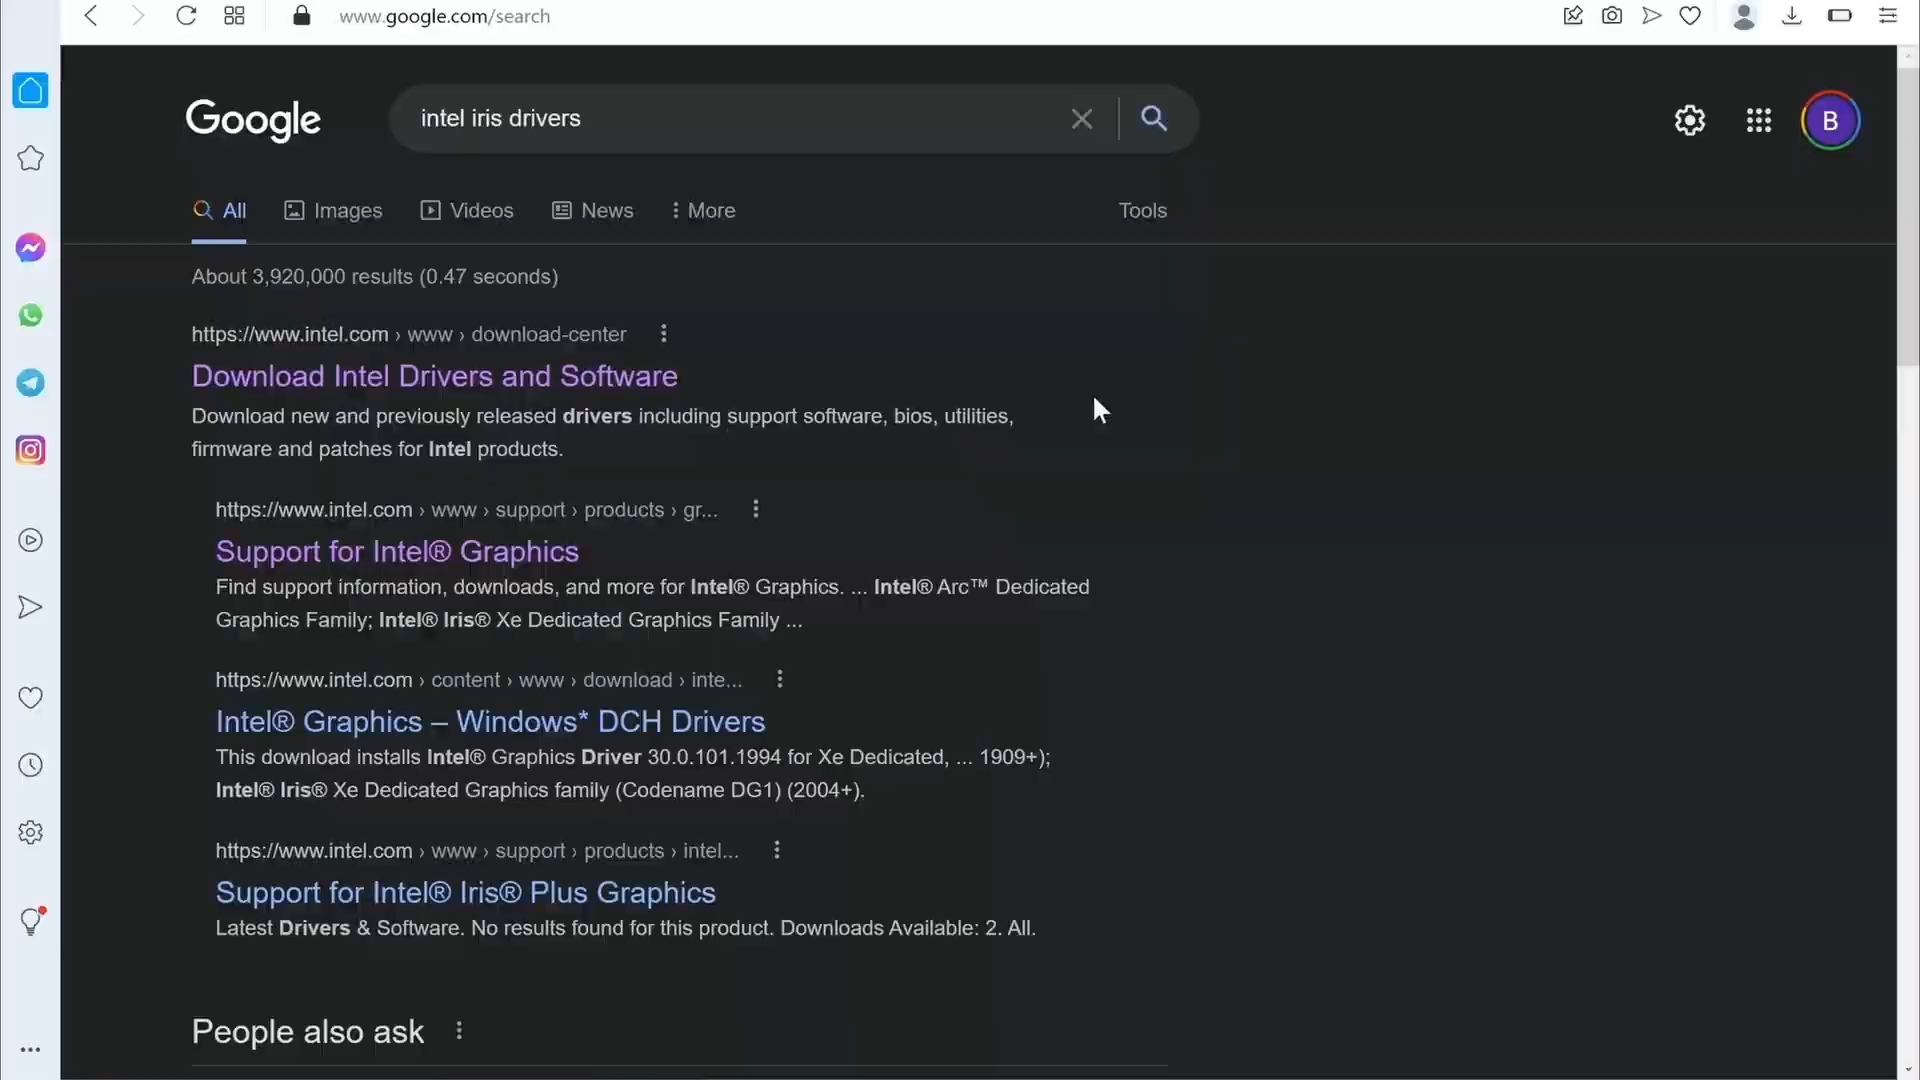 www.google.com/search
Google
intel iris drivers
B
All
Images
Videos
News
More
Tools
About 3,920,000 results (0.47 seconds)
https://www.intel.com › www › download-center
Download Intel Drivers and Software
Download new and previously released drivers including support software, bios, utilities,
firmware and patches for Intel products.
https://www.intel.com › www › support › products › gr...
Support for Intel® Graphics
Find support information, downloads, and more for Intel® Graphics. ... Intel® Arc™ Dedicated
Graphics Family; Intel® Iris® Xe Dedicated Graphics Family ...
https://www.intel.com › content › www › download › inte...
Intel® Graphics – Windows* DCH Drivers
This download installs Intel® Graphics Driver 30.0.101.1994 for Xe Dedicated, ... 1909+);
Intel® Iris® Xe Dedicated Graphics family (Codename DG1) (2004+).
https://www.intel.com › www › support › products › intel...
Support for Intel® Iris® Plus Graphics
Latest Drivers & Software. No results found for this product. Downloads Available: 2. All.
People also ask